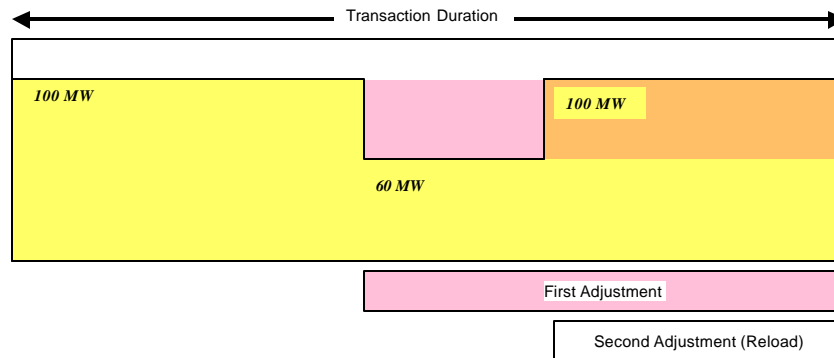 Transaction Duration
100 MW
100 MW
60 MW
First Adjustment
Second Adjustment (Reload)